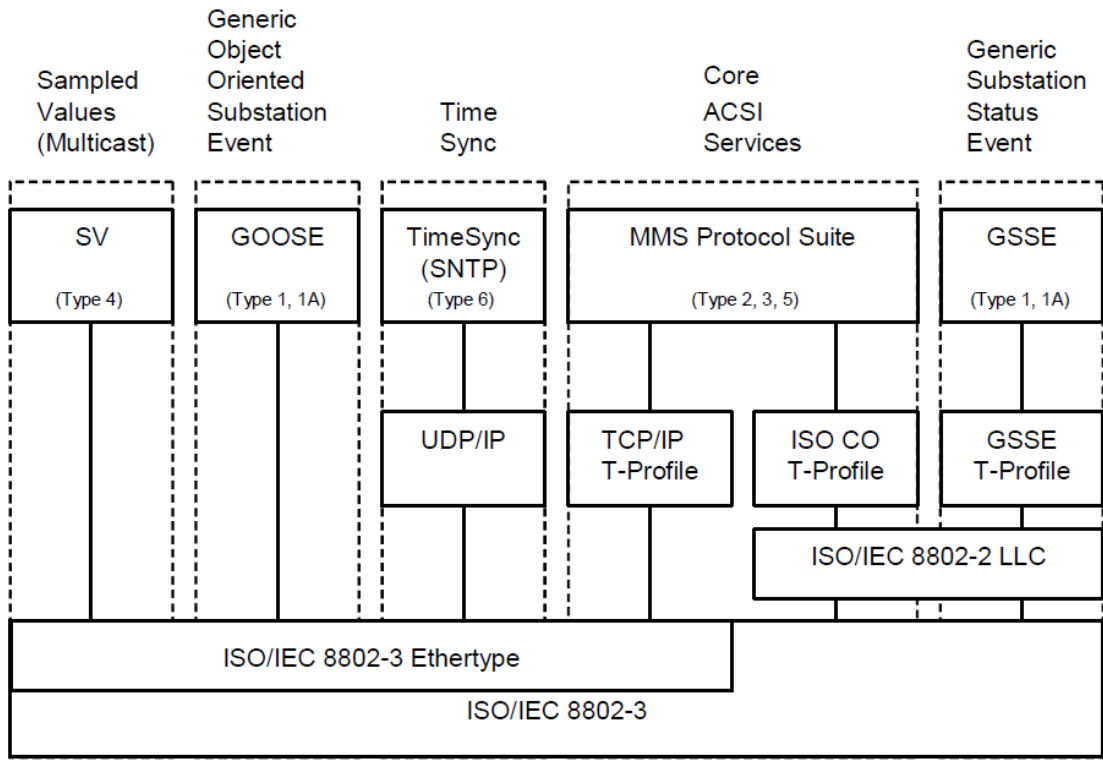 Sampled
Values
(Multicast)
Generic
Object
Oriented
Substation
Event
Time
Sync
Core
ACSI
Services
Generic
Substation
Status
Event
SV
(Type 4)
GOOSE
(Type 1, 1A)
TimeSync
(SNTP)
(Type 6)
MMS Protocol Suite
(Type 2, 3, 5)
GSSE
(Type 1, 1A)
UDP/IP
TCP/IP
T-Profile
ISO CO
T-Profile
GSSE
T-Profile
ISO/IEC 8802-2 LLC
ISO/IEC 8802-3 Ethertype
ISO/IEC 8802-3